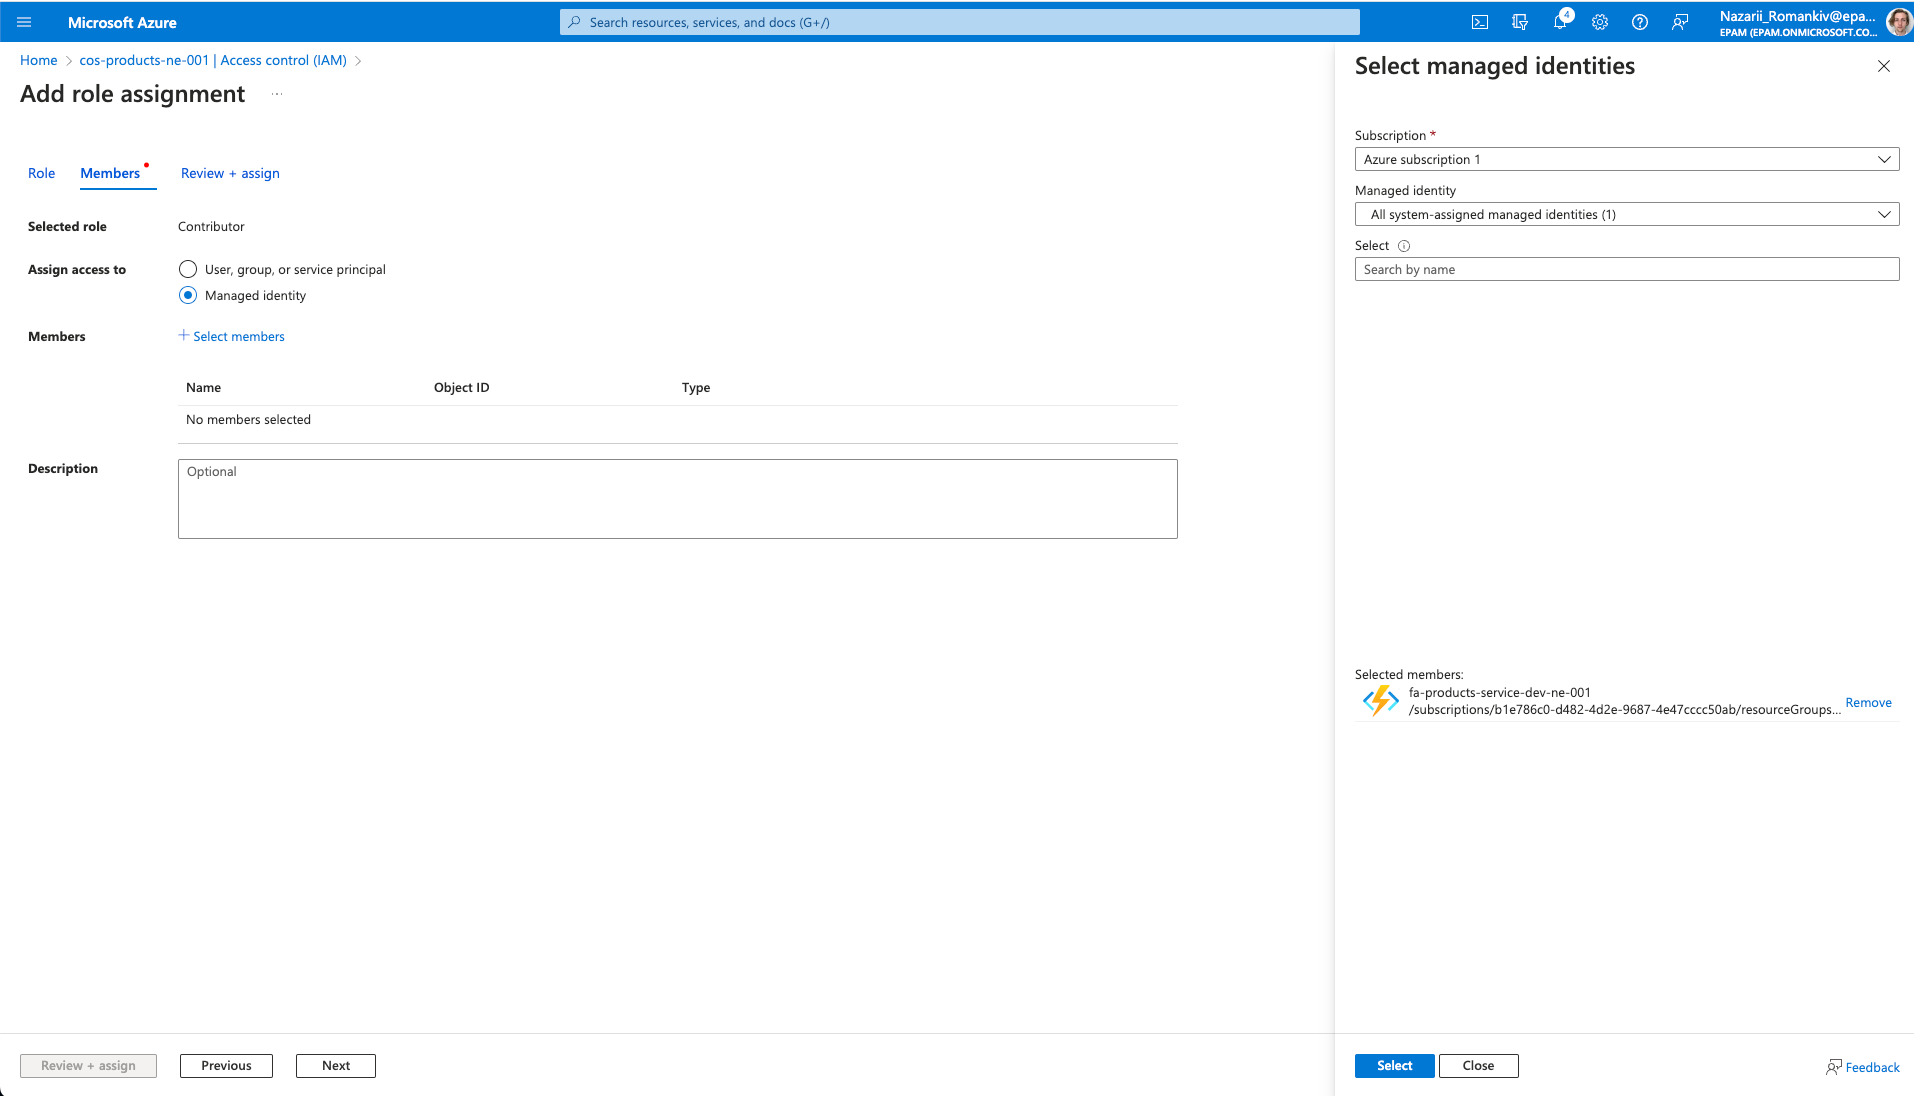 Microsoft Azure
Search resources, services, and docs (G+/)
4
Nazarii_Romankiv@epa...
EPAM (EPAM.ONMICROSOFT.CO...
Home > cos-products-ne-001 | Access control (IAM) >
Add role assignment ...
Role Members Review + assign
Selected role Contributor
Assign access to User, group, or service principal
Managed identity
Members + Select members
Name Object ID Type
No members selected
Description Optional
Review + assign Previous Next
Select managed identities
Subscription *
Azure subscription 1
Managed identity
All system-assigned managed identities (1)
Select
Search by name
Selected members:
fa-products-service-dev-ne-001
/subscriptions/b1e786c0-d482-4d2e-9687-4e47cccc50ab/resourceGroups...
Remove
Select Close Feedback